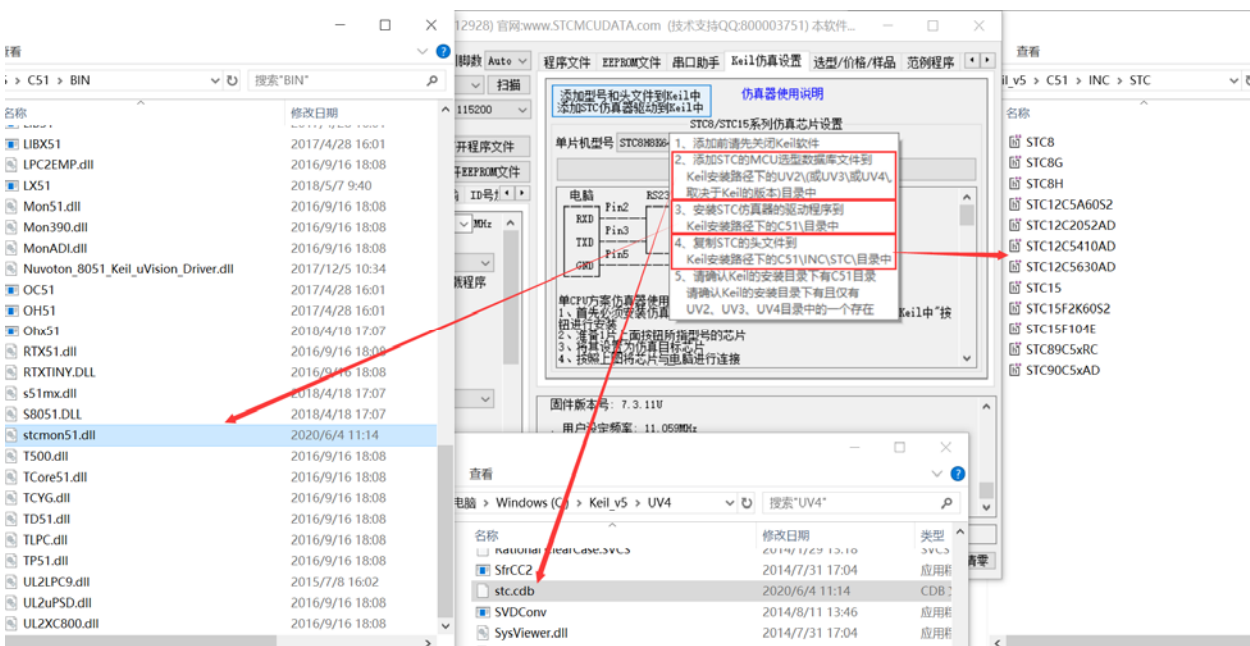 查看
C51 > BIN
搜索"BIN"
名称
修改日期
LIBX51
2017/4/28 16:01
LPC2EMP.dll
2016/9/16 18:08
LX51
2018/5/7 9:40
Mon51.dll
2016/9/16 18:08
Mon390.dll
2016/9/16 18:08
MonADI.dll
2016/9/16 18:08
Nuvoton_8051_Keil_uVision_Driver.dll
2017/12/5 10:34
OC51
2017/4/28 16:01
OH51
2017/4/28 16:01
Ohx51
2018/4/18 17:07
RTX51.dll
2016/9/16 18:08
RTXTINY.DLL
2016/9/16 18:08
s51mx.dll
2018/4/18 17:07
S8051.DLL
2018/4/18 17:07
stcmon51.dll
2020/6/4 11:14
T500.dll
2016/9/16 18:08
TCore51.dll
2016/9/16 18:08
TCYG.dll
2016/9/16 18:08
TD51.dll
2016/9/16 18:08
TLPC.dll
2016/9/16 18:08
TP51.dll
2016/9/16 18:08
UL2LPC9.dll
2015/7/8 16:02
UL2uPSD.dll
2016/9/16 18:08
UL2XC800.dll
2016/9/16 18:08
12928) 官网:www.STCMCUDATA.com (技术支持QQ:800003751) 本软件...
脚数 Auto
扫描
115200
开程序文件
EEPROM文件
ID号
MHz
程序
程序文件 EEPROM文件 串口助手 Keil仿真设置 选型/价格/样品 范例程序
添加型号和头文件到Keil中
添加STC仿真器驱动到Keil中
仿真器使用说明
STC8/STC15系列仿真芯片设置
单片机型号 STC8H8K64
1、添加前请先关闭Keil软件
2、添加STC的MCU选型数据库文件到
Keil安装路径下的UV2\(或UV3\或UV4\,
取决于Keil的版本)目录中
3、安装STC仿真器的驱动程序到
Keil安装路径下的C51\目录中
4、复制STC的头文件到
Keil安装路径下的C51\INC\STC\目录中
5、请确认Keil的安装目录下有C51目录
请确认Keil的安装目录下有且仅有
UV2、UV3、UV4目录中的一个存在
电脑
RS23
RXD
Pin2
TXD
Pin3
GND
Pin5
单CPU方案仿真器使用
1、首先必须安装仿真
Keil中"按
钮进行安装
2、准备1片上面按钮所指型号的芯片
3、将其设置为仿真目标芯片
4、按照上图将芯片与电脑进行连接
固件版本号: 7.3.11U
用户设定频率: 11.059MHz
清零
查看
电脑 > Windows (C:) > Keil_v5 > UV4
搜索"UV4"
名称
修改日期
类型
Rational ClearCase.SVCS
2014/1/29 15:18
SVCS
SfrCC2
2014/7/31 17:04
应用程
stc.cdb
2020/6/4 11:14
CDB
SVDConv
2014/8/11 13:46
应用程
SysViewer.dll
2014/7/31 17:04
应用程
查看
il_v5 > C51 > INC > STC
名称
STC8
STC8G
STC8H
STC12C5A60S2
STC12C2052AD
STC12C5410AD
STC12C5630AD
STC15
STC15F2K60S2
STC15F104E
STC89C5xRC
STC90C5xAD